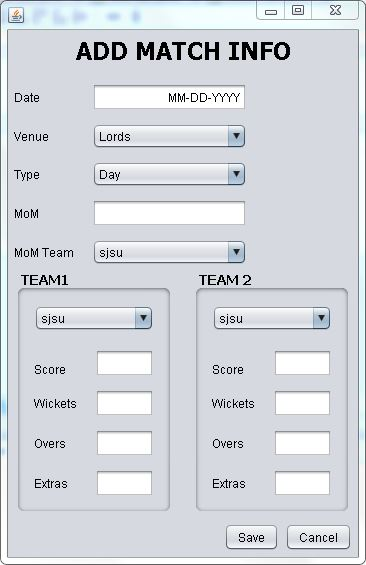 ADD MATCH INFO
Date MM-DD-YYYY
Venue Lords
Type Day
MoM
MoM Team sjsu
TEAM1
sjsu
Score
Wickets
Overs
Extras
TEAM 2
sjsu
Score
Wickets
Overs
Extras
Save Cancel